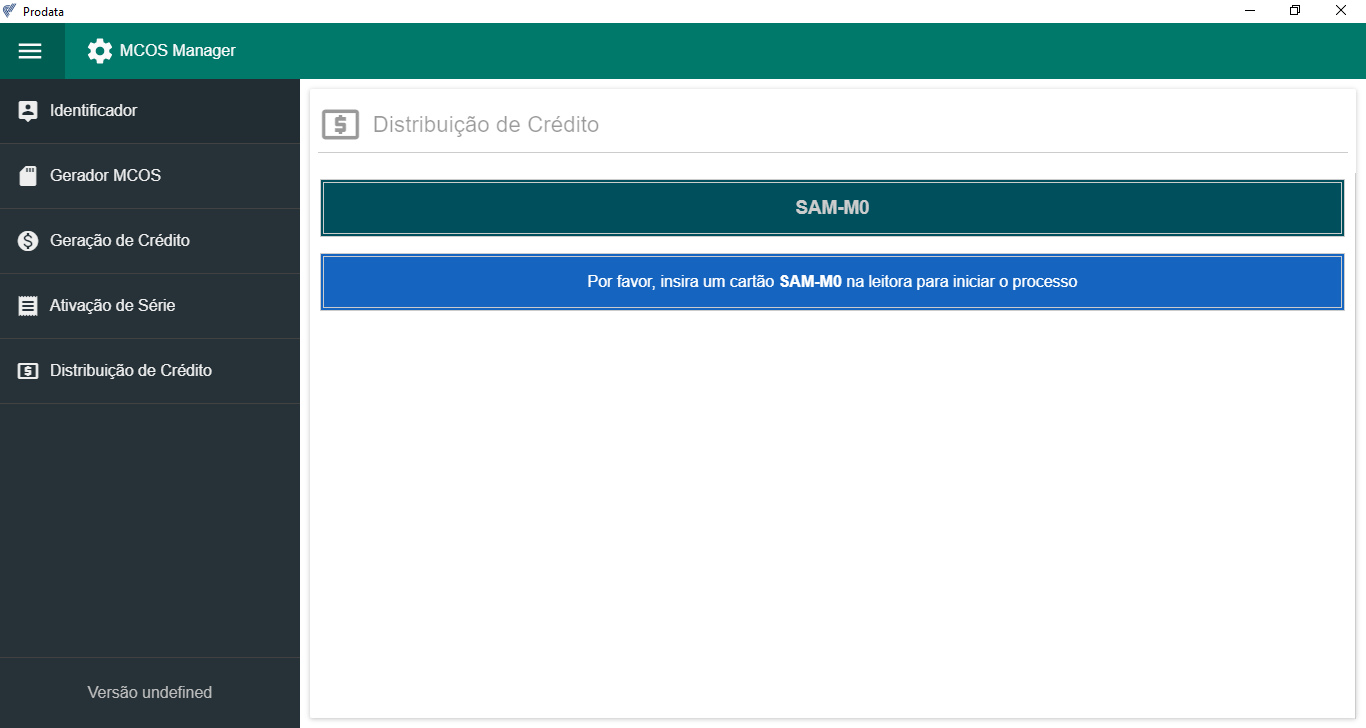 Prodata
MCOS Manager
Identificador
Gerador MCOS
Geração de Crédito
Ativação de Série
Distribuição de Crédito
Versão undefined
Distribuição de Crédito
SAM-M0
Por favor, insira um cartão SAM-M0 na leitora para iniciar o processo